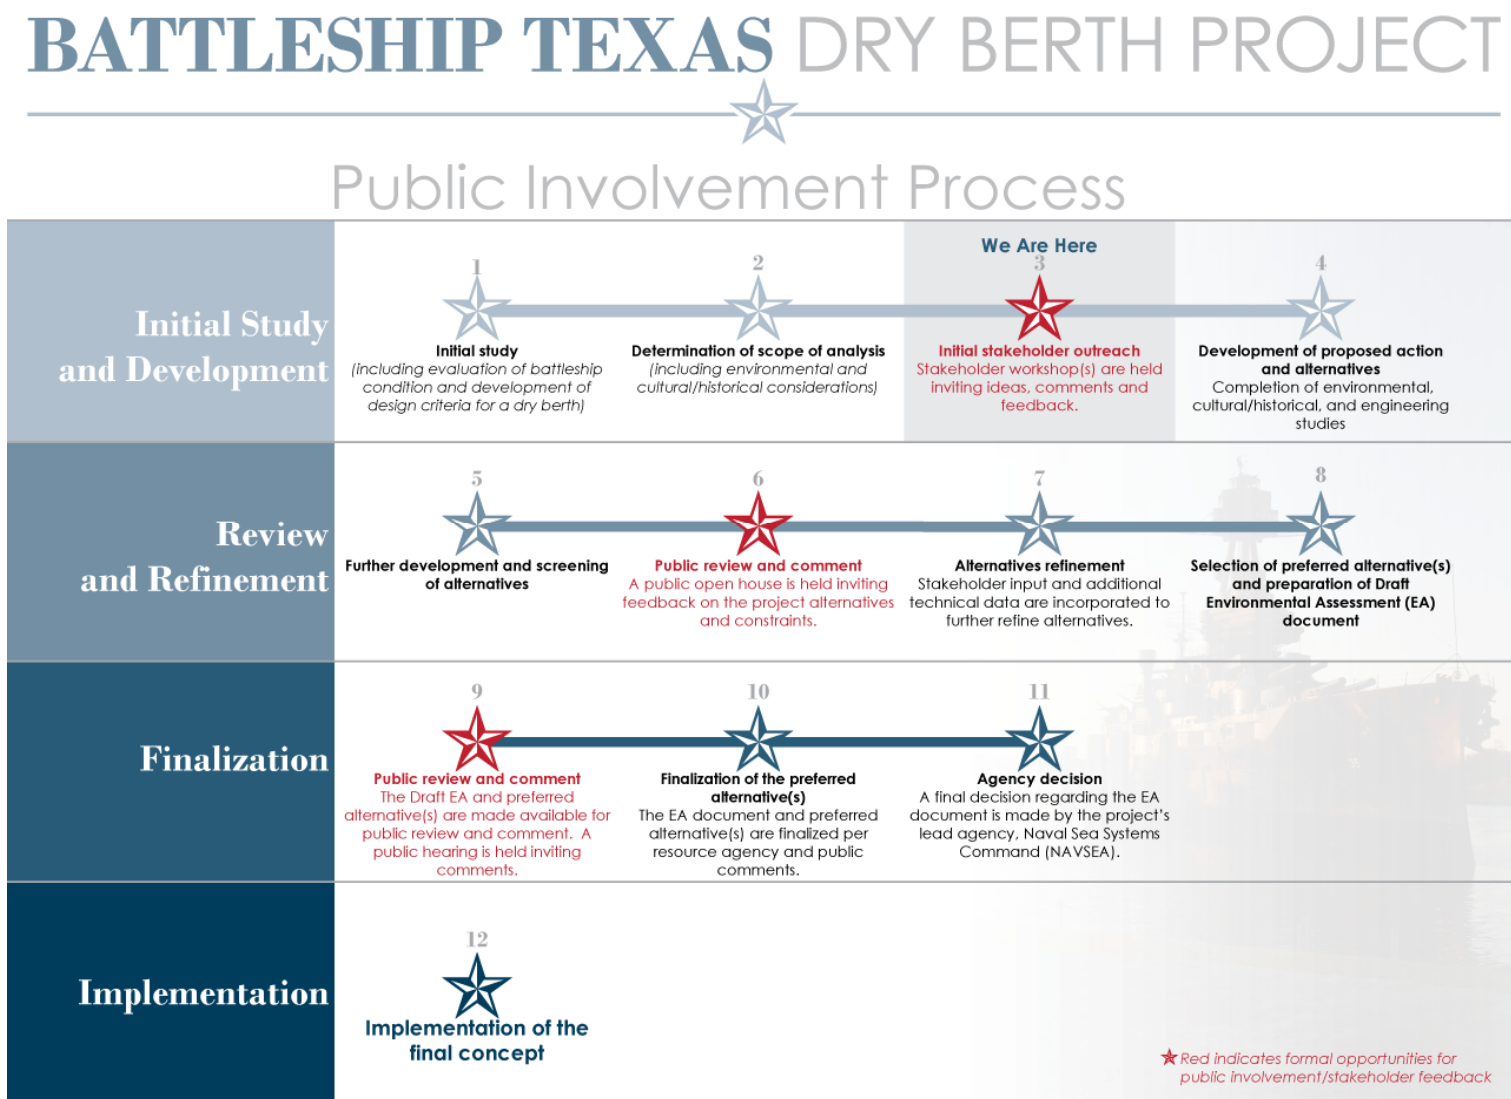 BATTLESHIP TEXAS DRY BERTH PROJECT
Public Involvement Process
Initial Study
and Development
We Are Here
1
2
3
4
Initial study
(including evaluation of battleship
condition and development of
design criteria for a dry berth)
Determination of scope of analysis
(including environmental and
cultural/historical considerations)
Initial stakeholder outreach
Stakeholder workshop(s) are held
inviting ideas, comments and
feedback.
Development of proposed action
and alternatives
Completion of environmental,
cultural/historical, and engineering
studies
Review
and Refinement
5
6
7
8
Further development and screening
of alternatives
Public review and comment
A public open house is held inviting
feedback on the project alternatives
and constraints.
Alternatives refinement
Stakeholder input and additional
technical data are incorporated to
further refine alternatives.
Selection of preferred alternative(s)
and preparation of Draft
Environmental Assessment (EA)
document
Finalization
9
10
11
Public review and comment
The Draft EA and preferred
alternative(s) are made available for
public review and comment. A
public hearing is held inviting
comments.
Finalization of the preferred
alternative(s)
The EA document and preferred
alternative(s) are finalized per
resource agency and public
comments.
Agency decision
A final decision regarding the EA
document is made by the project's
lead agency, Naval Sea Systems
Command (NAVSEA).
Implementation
12
Implementation of the
final concept
Red indicates formal opportunities for
public involvement/stakeholder feedback